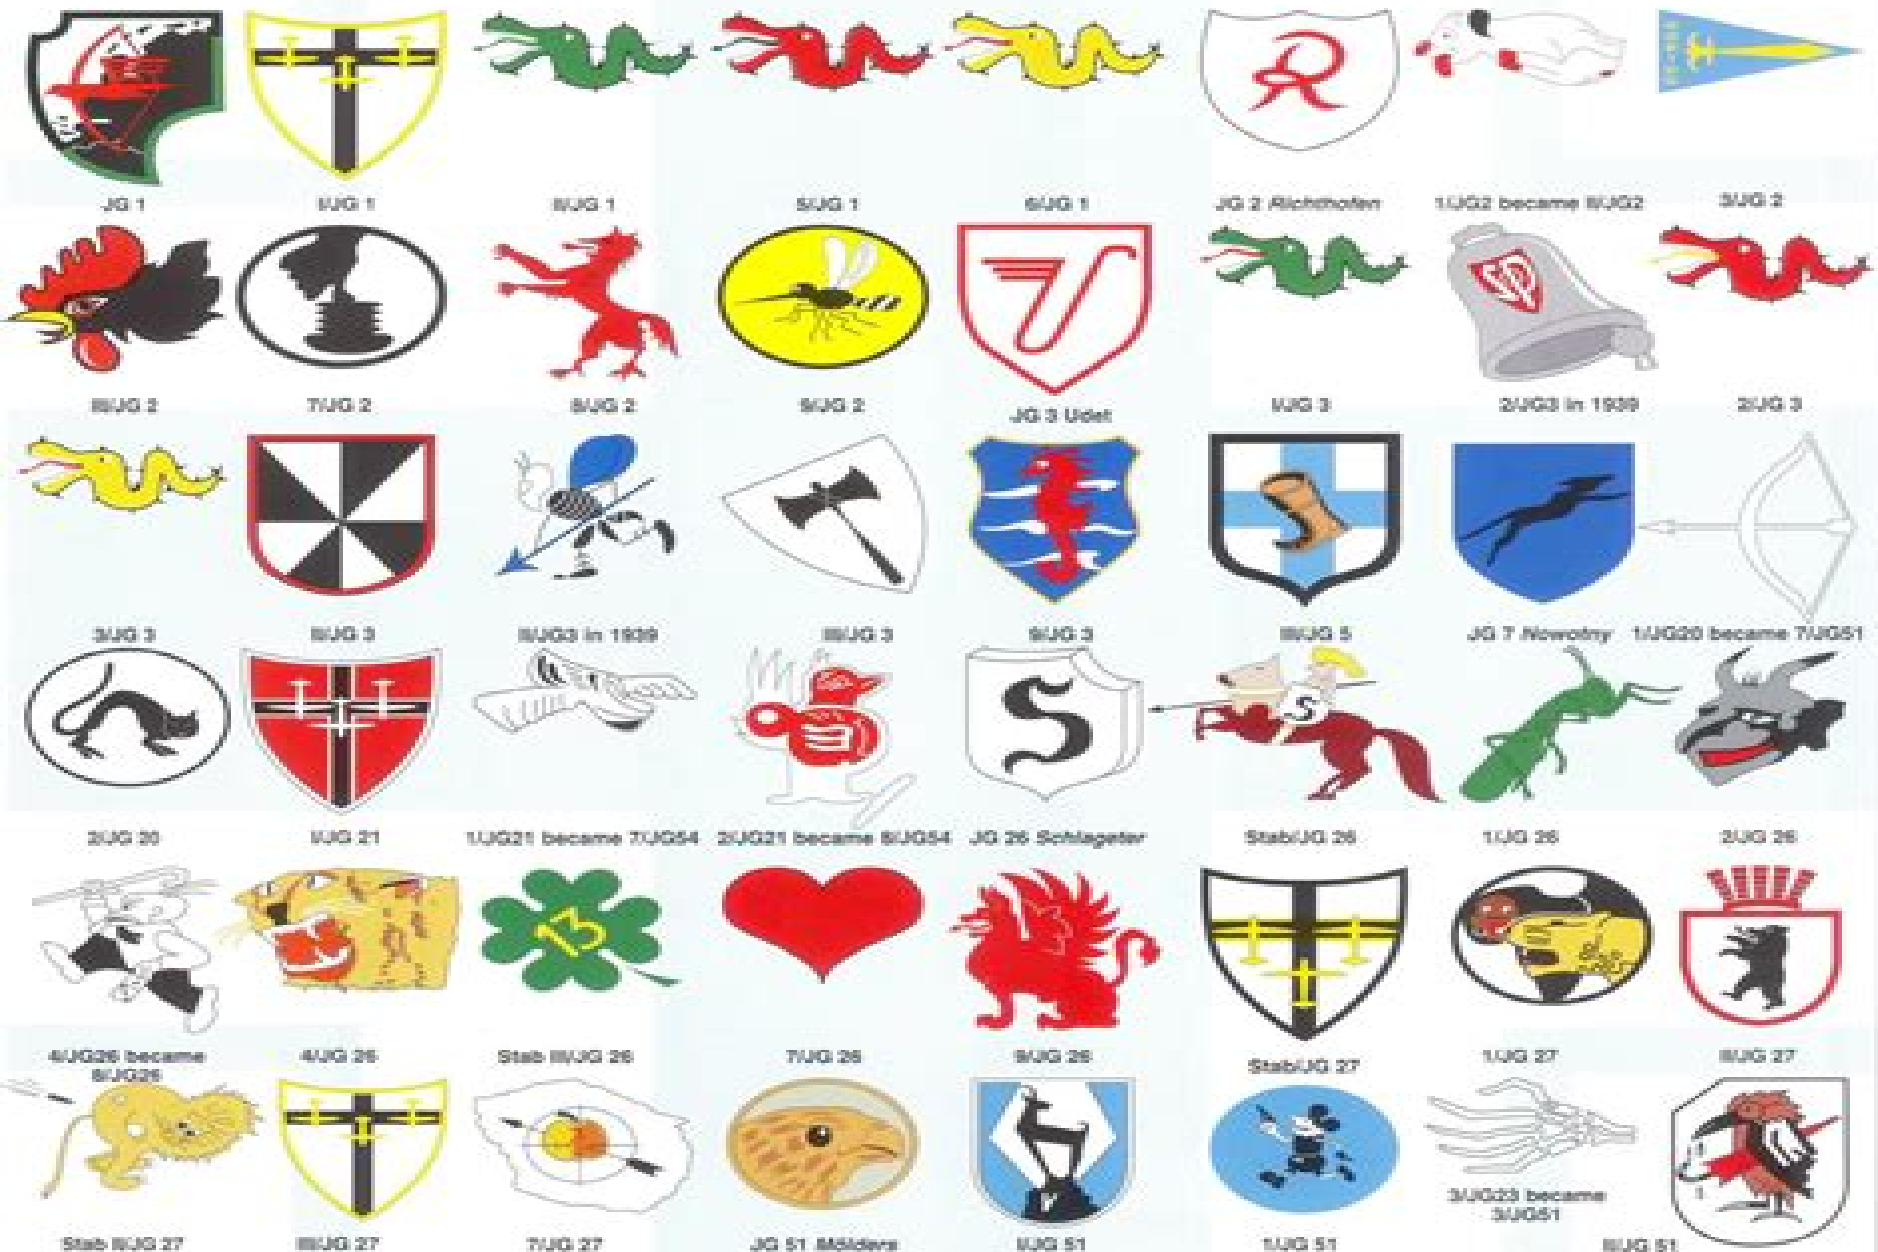 JG 1
I/JG 1
II/JG 1
5/JG 1
6/JG 1
JG 2 Richthofen
1/JG2 became II/JG2
3/JG 2
R
III/JG 2
7/JG 2
8/JG 2
9/JG 2
JG 3 Udet
I/JG 3
2/JG3 in 1939
2/JG 3
3/JG 3
II/JG 3
II/JG3 in 1939
III/JG 3
9/JG 3
III/JG 5
JG 7 Nowotny
1/JG20 became 7/JG51
2/JG 20
I/JG 21
1/JG21 became 7/JG54
2/JG21 became 8/JG54
S
JG 26 Schlageter
S
Stab/JG 26
1/JG 26
2/JG 26
4/JG26 became
8/JG26
4/JG 26
13
Stab III/JG 26
7/JG 26
9/JG 26
Stab/JG 27
1/JG 27
II/JG 27
Stab II/JG 27
III/JG 27
7/JG 27
JG 51 Mölders
I/JG 51
1/JG 51
3/JG23 became
3/JG51
II/JG 51